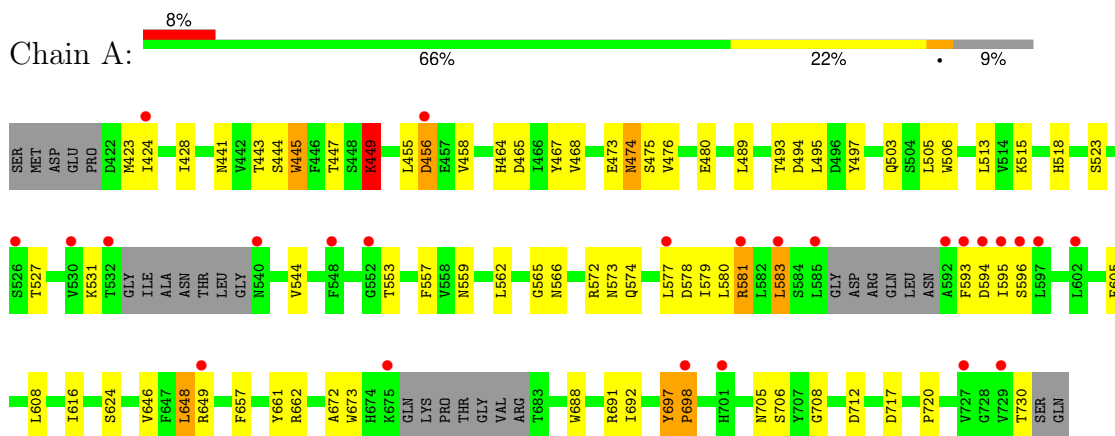 8%
Chain A:
66% 22% • 9%
SER MET ASP GLU PRO D422 M423 I424 I428 N441 V442 T443 S444 W445 F446 T447 S448 K449 L455 D456 E457 V458 H464 D465 I466 Y467 V468 E473 N474 S475 V476 E480 L489 T493 D494 L495 D496 Y497 Q503 S504 L505 W506 L513 V514 K515 H518 S523
S526 T527 V530 K531 T532 GLY ILE ALA ASN THR LEU GLY N540 V544 F548 G552 T553 F557 V558 N559 L562 G565 N566 R572 N573 Q574 L577 D578 I579 L580 R581 L582 L583 S584 L585 GLY ASP ARG GLN LEU ASN A592 F593 D594 I595 S596 L597 L602
L608 I616 S624 V646 F647 L648 R649 F657 Y661 R662 A672 W673 H674 K675 GLN LYS PRO THR GLY VAL ARG T683 W688 R691 I692 Y697 P698 H701 N705 S706 Y707 G708 D712 D717 P720 V727 G728 V729 T730 SER GLN